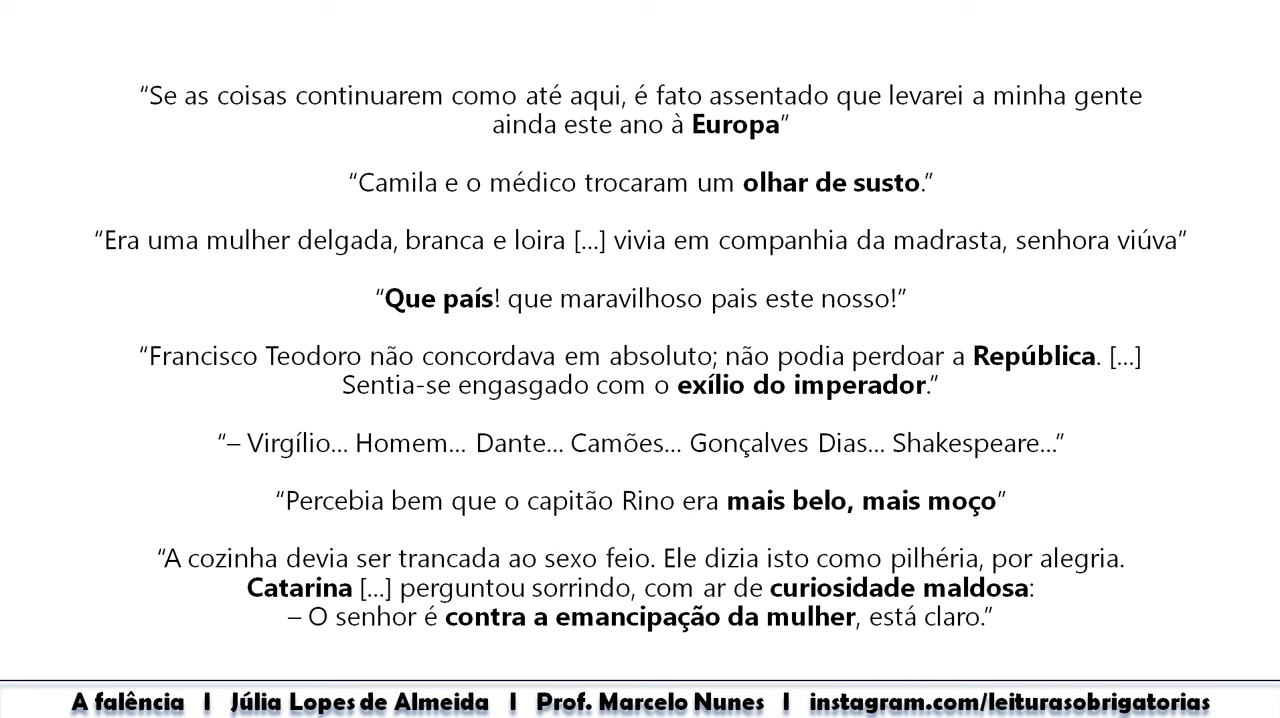 “Se as coisas continuarem como até aqui, é fato assentado que levarei a minha gente
ainda este ano à Europa”
“Camila e o médico trocaram um olhar de susto.”
“Era uma mulher delgada, branca e loira [...] vivia em companhia da madrasta, senhora viúva”
“Que país! que maravilhoso pais este nosso!”
“Francisco Teodoro não concordava em absoluto; não podia perdoar a República. [...]
Sentia-se engasgado com o exílio do imperador.”
“– Virgílio... Homem... Dante... Camões... Gonçalves Dias... Shakespeare...”
“Percebia bem que o capitão Rino era mais belo, mais moço”
“A cozinha devia ser trancada ao sexo feio. Ele dizia isto como pilhéria, por alegria.
Catarina [...] perguntou sorrindo, com ar de curiosidade maldosa:
– O senhor é contra a emancipação da mulher, está claro.”
A falência I Júlia Lopes de Almeida I Prof. Marcelo Nunes I instagram.com/leiturasobrigatorias